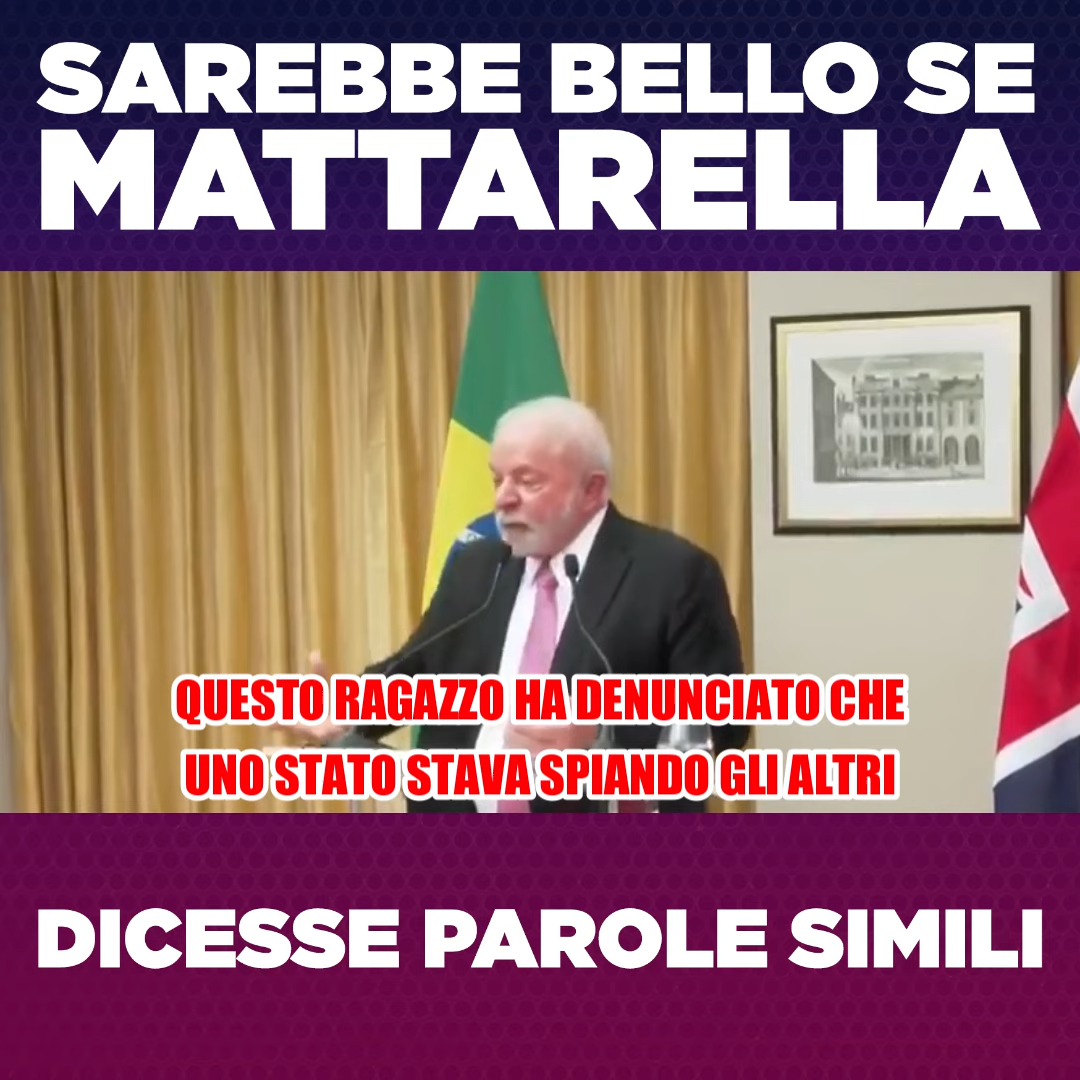 SAREBBE BELLO SE
MATTARELLA
QUESTO RAGAZZO HA DENUNCIATO CHE
UNO STATO STAVA SPIANDO GLI ALTRI
DICESSE PAROLE SIMILI